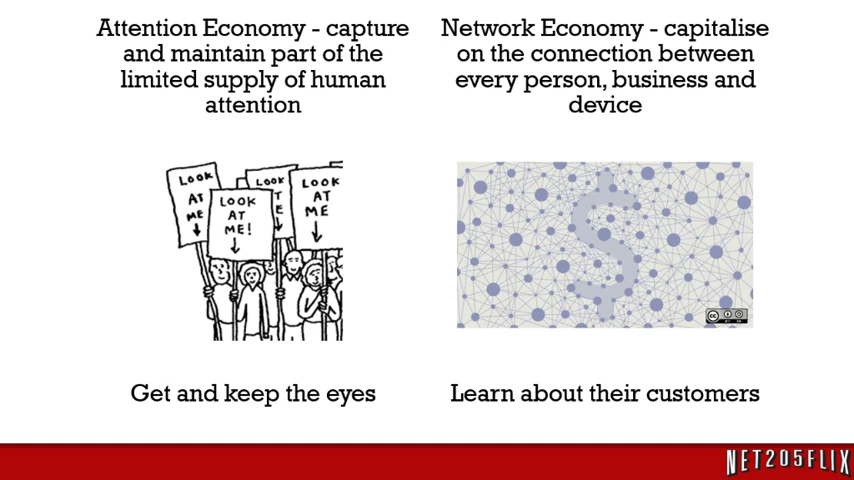 Attention Economy - capture
and maintain part of the
limited supply of human
attention
Network Economy - capitalise
on the connection between
every person, business and
device
LOOK
AT
ME
LOOK
AT
ME!
LOOK
LOOK
AT
ME
Get and keep the eyes
Learn about their customers
NET205FLIX